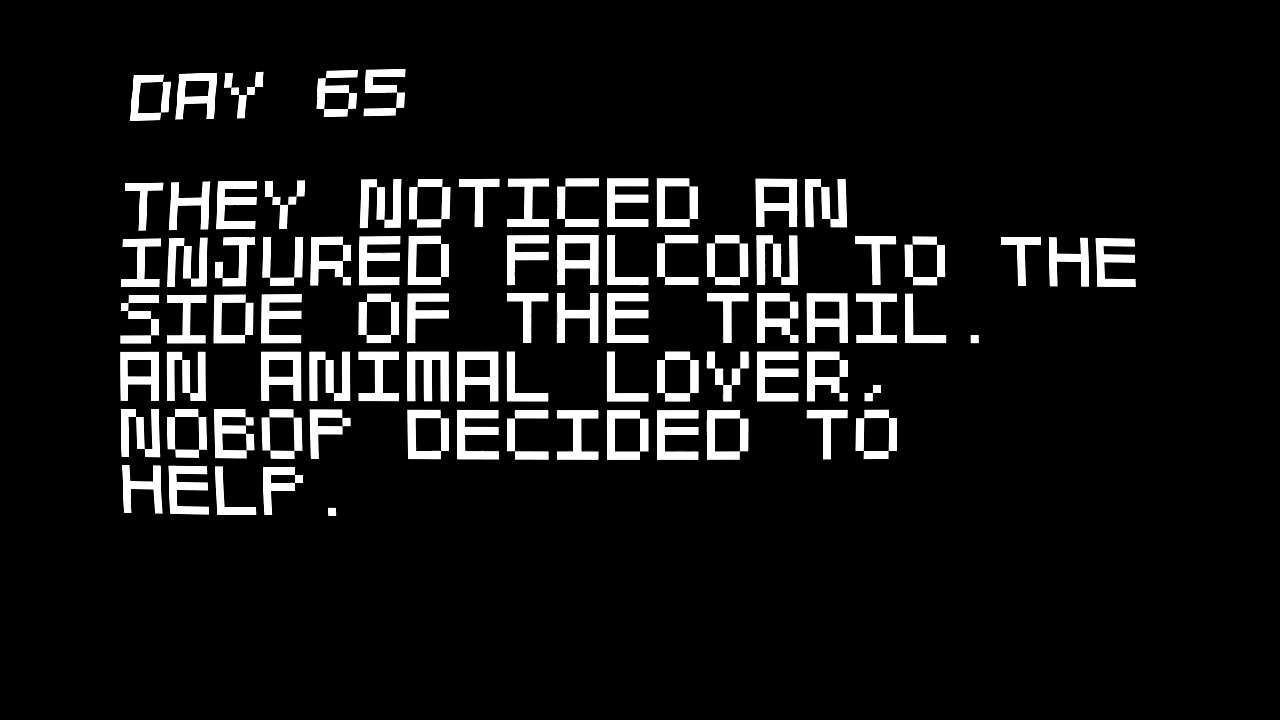 DAY 65
THEY NOTICED AN
INJURED FALCON TO THE
SIDE OF THE TRAIL.
AN ANIMAL LOVER,
NOBOP DECIDED TO
HELP.